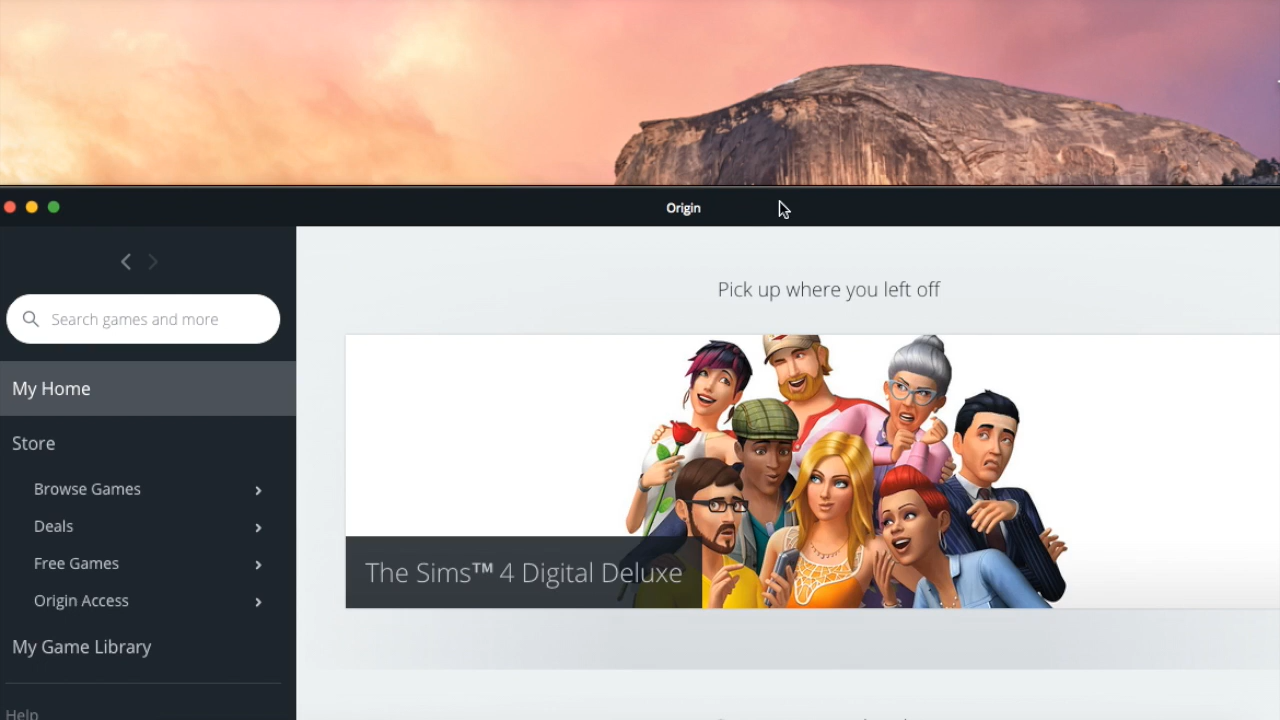 Origin
Search games and more
My Home
Store
Browse Games
Deals
Free Games
Origin Access
My Game Library
Help
Pick up where you left off
The Sims™ 4 Digital Deluxe